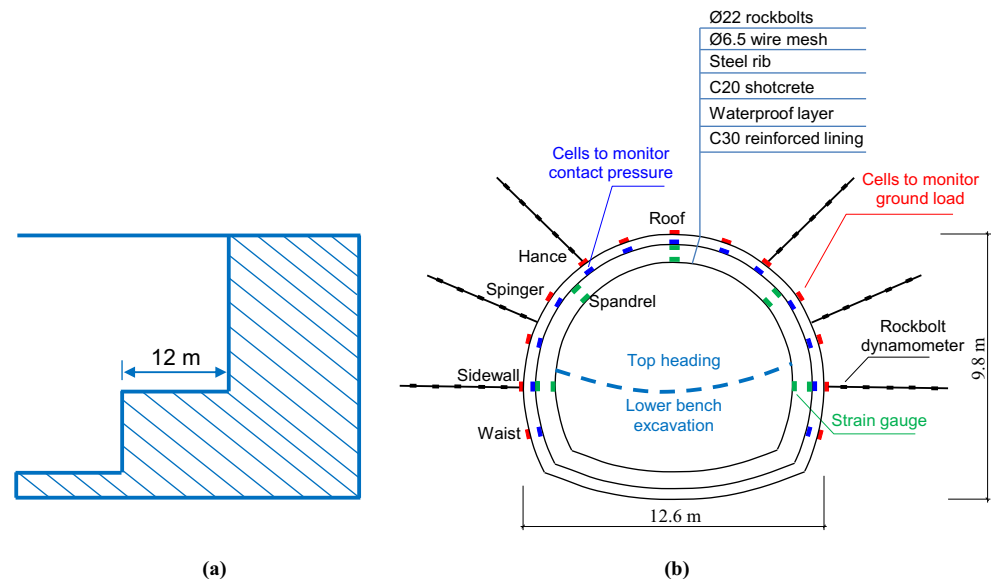 Ø22 rockbolts
Ø6.5 wire mesh
Steel rib
C20 shotcrete
Waterproof layer
C30 reinforced lining
Cells to monitor
contact pressure
Cells to monitor
ground load
Roof
Hance
Spinger
Spandrel
12 m
Top heading
Rockbolt
dynamometer
Sidewall
Lower bench
excavation
Strain gauge
Waist
9.8 m
12.6 m
(a)
(b)